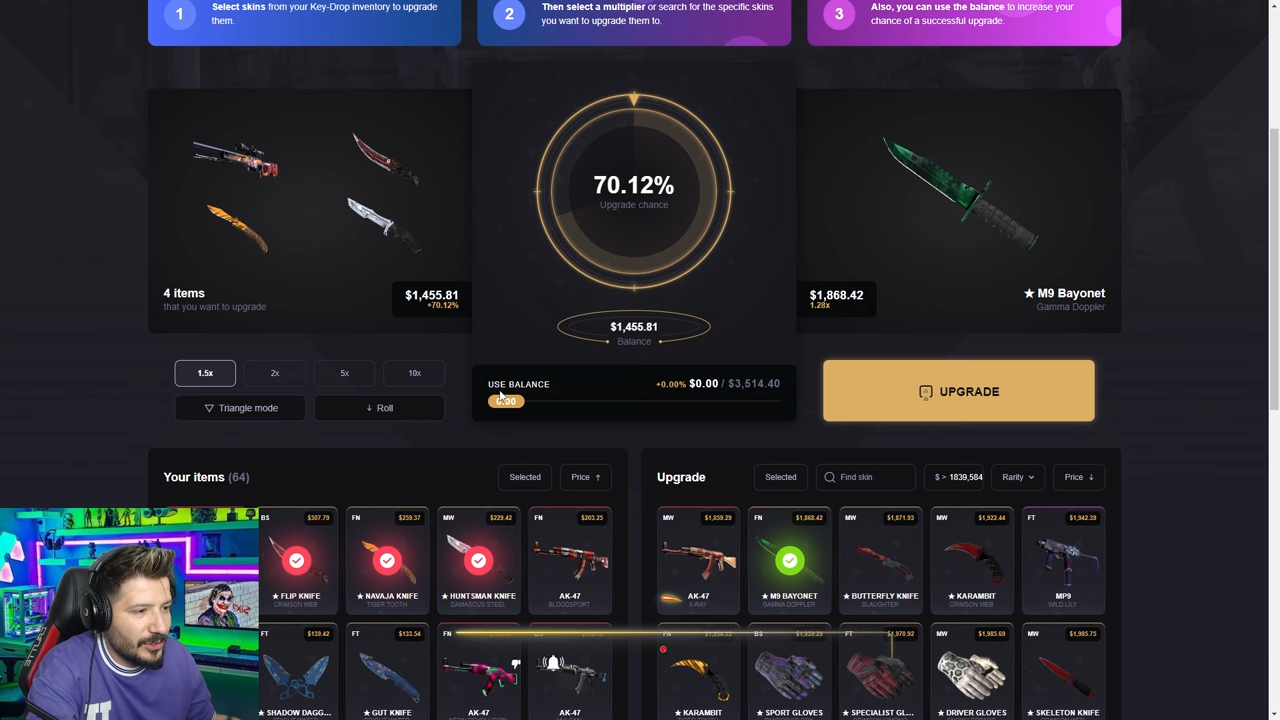 1
Select skins from your Key-Drop inventory to upgrade
them.
2
Then select a multiplier or search for the specific skins
you want to upgrade them to.
3
Also, you can use the balance to increase your
chance of a successful upgrade.
70.12%
Upgrade chance
4 items
that you want to upgrade
$1,455.81
+70.12%
$1,868.42
1.28x
★ M9 Bayonet
Gamma Doppler
$1,455.81
Balance
1.5x
2x
5x
10x
Triangle mode
Roll
USE BALANCE
+0.00% $0.00 / $3,514.40
UPGRADE
Your items (64)
Selected
Price
Upgrade
Selected
Find skin
$ > 1839,584
Rarity
Price
BS $307.79
★ FLIP KNIFE
CRIMSON WEB
FN $259.37
★ NAVAJA KNIFE
TIGER TOOTH
MW $229.42
★ HUNTSMAN KNIFE
DAMASCUS STEEL
FN $203.25
AK-47
BLOODSPORT
MW $1,859.29
AK-47
X-RAY
FN $1,868.42
★ M9 BAYONET
GAMMA DOPPLER
MW $1,871.93
★ BUTTERFLY KNIFE
SLAUGHTER
MW $1,922.44
★ KARAMBIT
CRIMSON WEB
FT $1,942.39
MP9
WILD LILY
FT $139.42
★ SHADOW DAGG...
FT $133.54
★ GUT KNIFE
FN
AK-47
AK-47
FN
★ KARAMBIT
BS
★ SPORT GLOVES
FT $1,970.92
★ SPECIALIST GL...
MW $1,985.69
★ DRIVER GLOVES
MW $1,985.75
★ SKELETON KNIFE